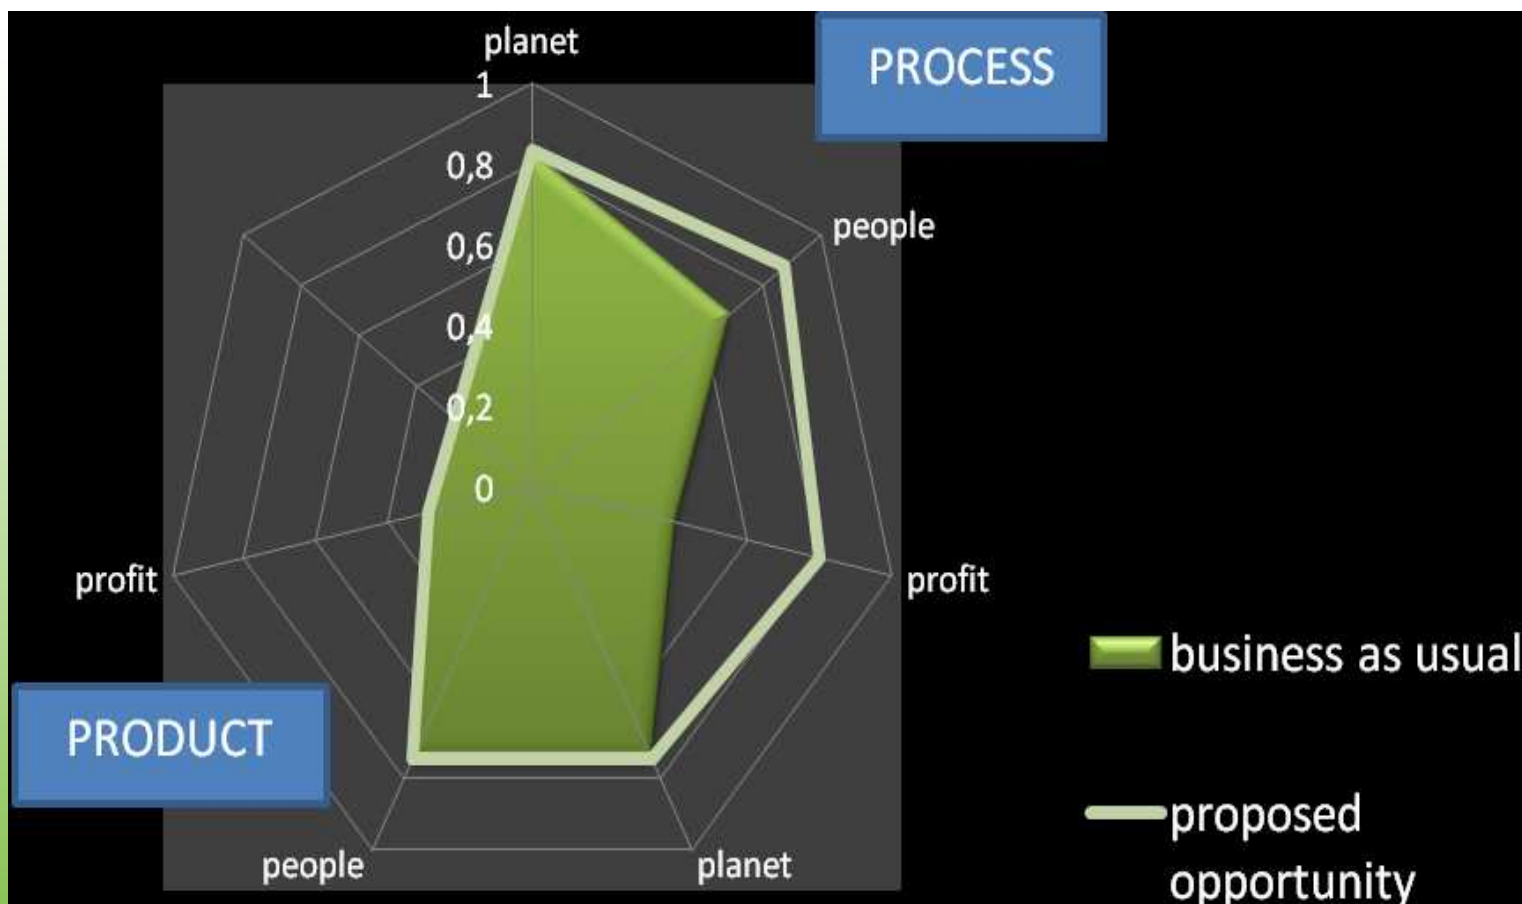 planet
PROCESS
1
0,8
people
0,6
0,4
0,2
0
profit
profit
business as usual
PRODUCT
proposed
opportunity
people
planet